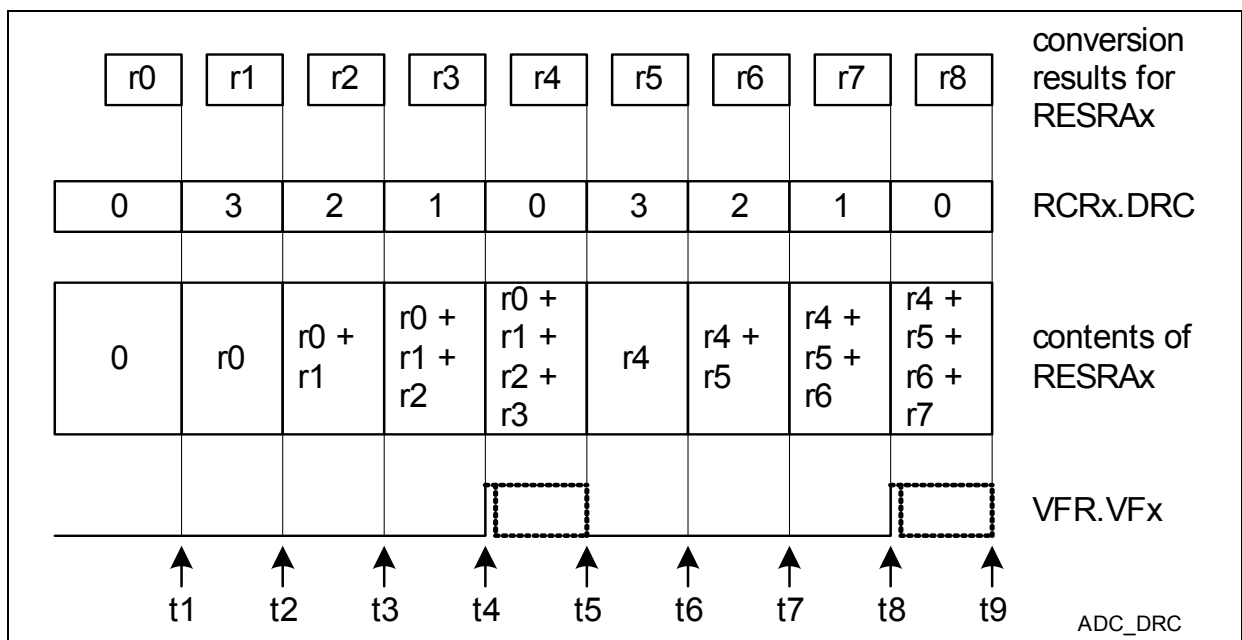 r0 r1 r2 r3 r4 r5 r6 r7 r8
conversion
results for
RESRAx
0 3 2 1 0 3 2 1 0
RCRx.DRC
0
r0
r0 +
r1
r0 +
r1 +
r2
r0 +
r1 +
r2 +
r3
r4
r4 +
r5
r4 +
r5 +
r6
r4 +
r5 +
r6 +
r7
contents of
RESRAx
VFR.VFx
t1 t2 t3 t4 t5 t6 t7 t8 t9
ADC_DRC